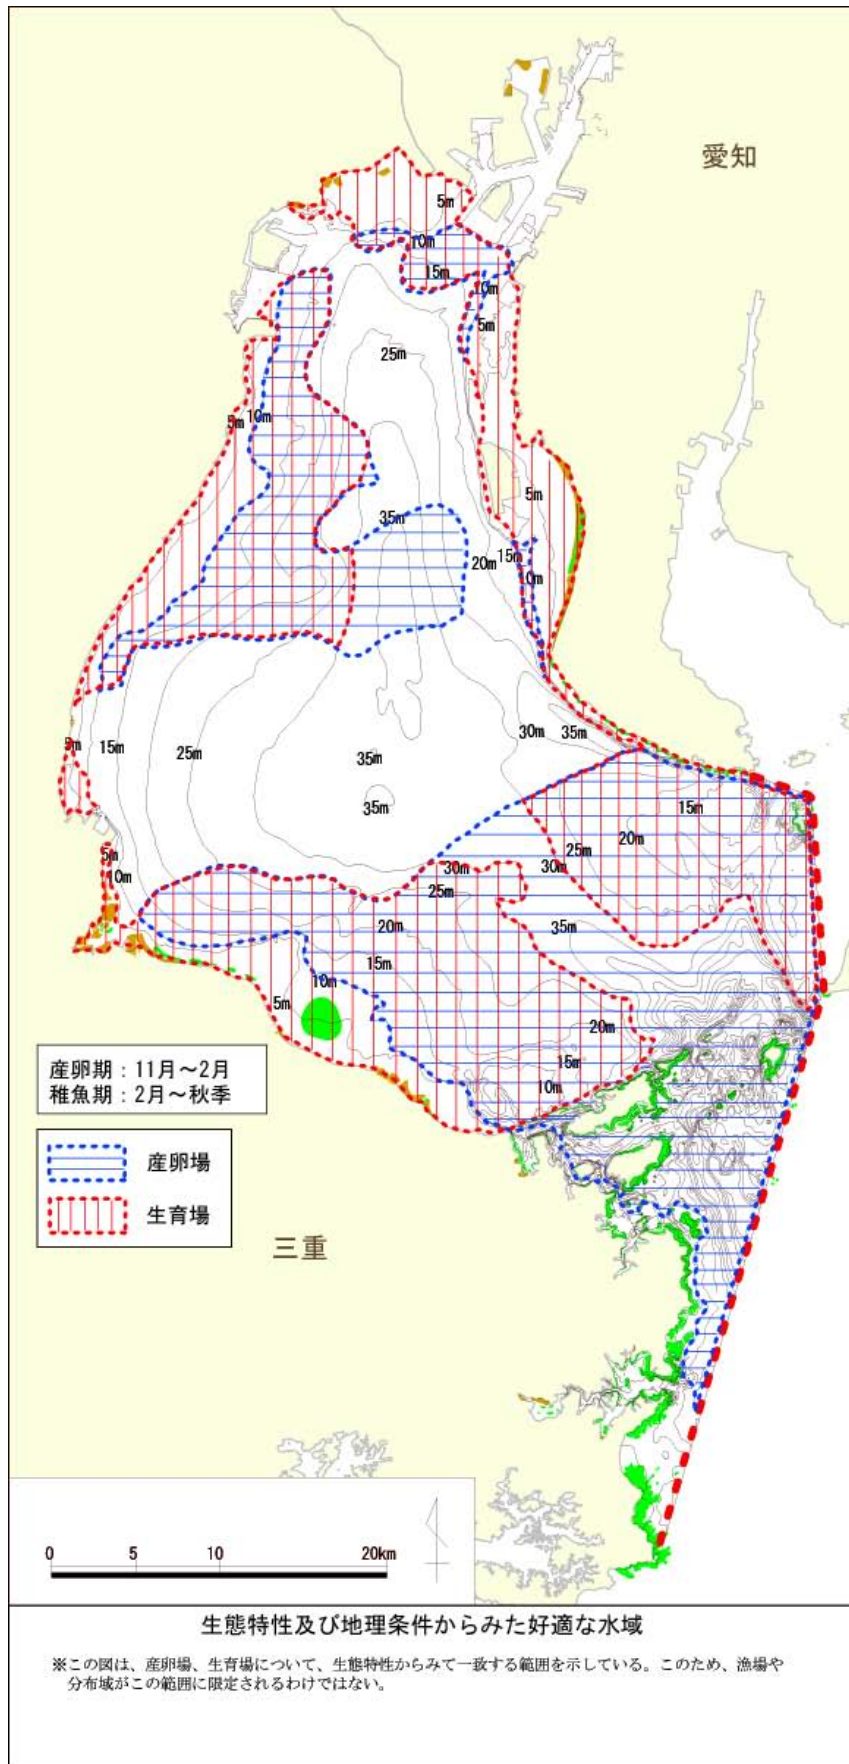 愛知
5m
10m
15m
10m
5m
25m
5m
10m
5m
35m
15m
20m
10m
30m
35m
5m
15m
25m
35m
35m
15m
20m
25m
5m
10m
30m
30m
25m
20m
35m
15m
10m
5m
20m
15m
10m
産卵期：11月～2月
稚魚期：2月～秋季
産卵場
生育場
三重
0 5 10 20km
生態特性及び地理条件からみた好適な水域
※この図は、産卵場、生育場について、生態特性からみて一致する範囲を示している。このため、漁場や
分布域がこの範囲に限定されるわけではない。